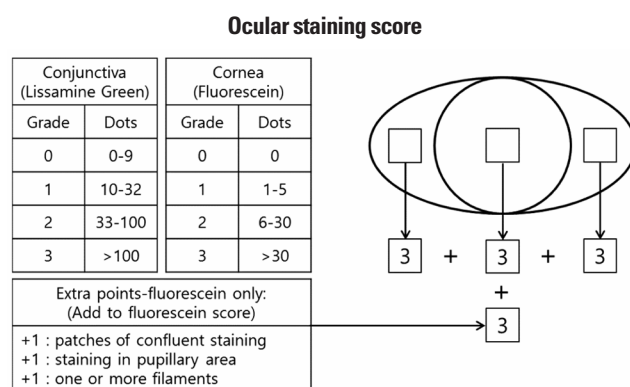 Ocular staining score
Conjunctiva
(Lissamine Green)
Grade Dots
0 0-9
1 10-32
2 33-100
3 >100
Cornea
(Fluorescein)
Grade Dots
0 0
1 1-5
2 6-30
3 >30
3 + 3 + 3
+
3
Extra points-fluorescein only:
(Add to fluorescein score)
+1 : patches of confluent staining
+1 : staining in pupillary area
+1 : one or more filaments